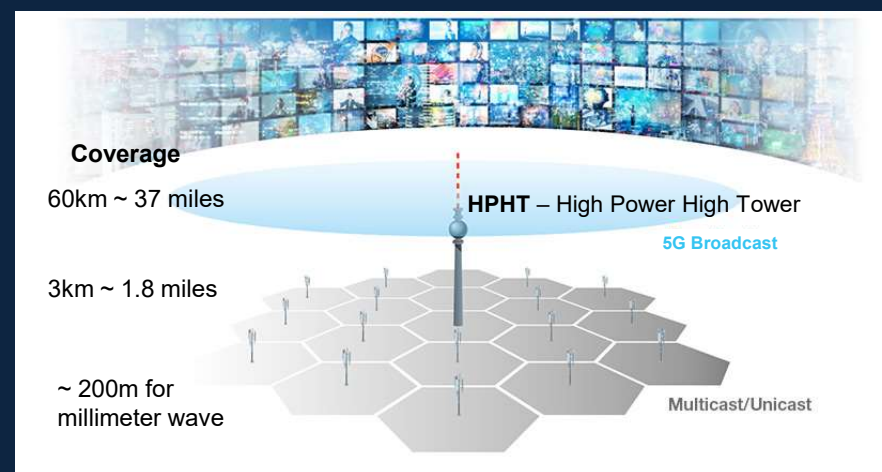 Coverage
60km ~ 37 miles
HPHT – High Power High Tower
5G Broadcast
3km ~ 1.8 miles
~ 200m for
millimeter wave
Multicast/Unicast